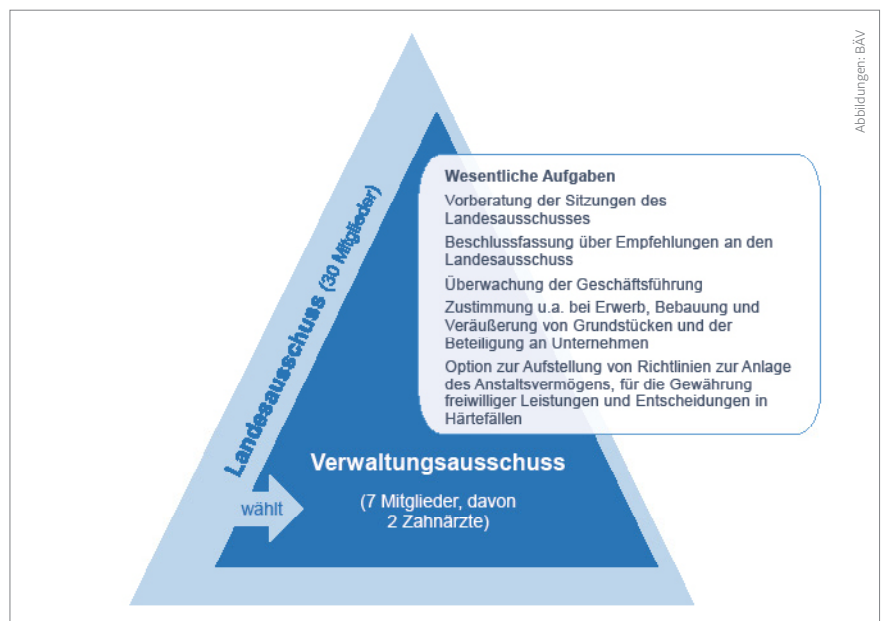 Abbildungen: BÄV
Landesausschuss (30 Mitglieder)
Wesentliche Aufgaben
Vorberatung der Sitzungen des
Landesausschusses
Beschlussfassung über Empfehlungen an den
Landesausschuss
Überwachung der Geschäftsführung
Zustimmung u.a. bei Erwerb, Bebauung und
Veräußerung von Grundstücken und der
Beteiligung an Unternehmen
Option zur Aufstellung von Richtlinien zur Anlage
des Anstaltsvermögens, für die Gewährung
freiwilliger Leistungen und Entscheidungen in
Härtefällen
Verwaltungsausschuss
(7 Mitglieder, davon
2 Zahnärzte)
wählt